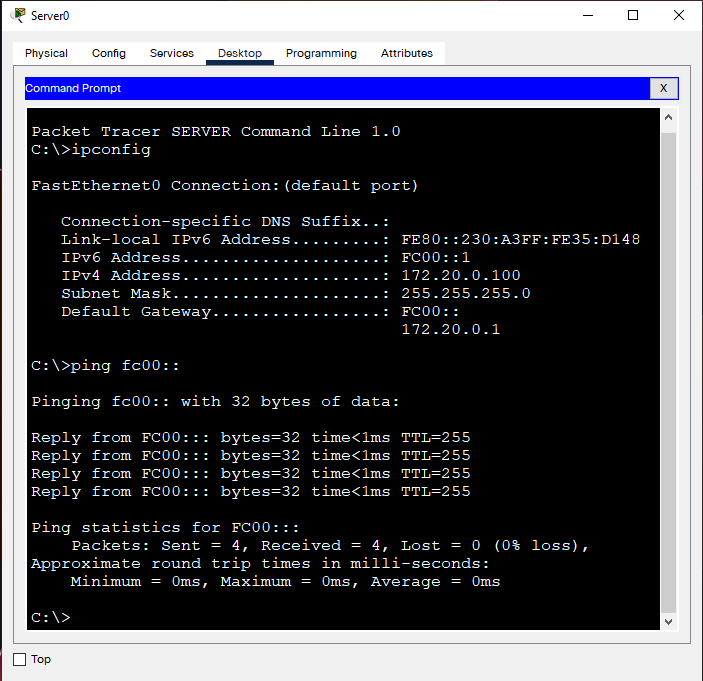 Server0
Physical Config Services Desktop Programming Attributes
Command Prompt X
Packet Tracer SERVER Command Line 1.0
C:\>ipconfig
FastEthernet0 Connection:(default port)
Connection-specific DNS Suffix..:
Link-local IPv6 Address.........: FE80::230:A3FF:FE35:D148
IPv6 Address....................: FC00::1
IPv4 Address....................: 172.20.0.100
Subnet Mask.....................: 255.255.255.0
Default Gateway.................: FC00::
172.20.0.1
C:\>ping fc00::
Pinging fc00:: with 32 bytes of data:
Reply from FC00::: bytes=32 time<1ms TTL=255
Reply from FC00::: bytes=32 time<1ms TTL=255
Reply from FC00::: bytes=32 time<1ms TTL=255
Reply from FC00::: bytes=32 time<1ms TTL=255
Ping statistics for FC00:::
Packets: Sent = 4, Received = 4, Lost = 0 (0% loss),
Approximate round trip times in milli-seconds:
Minimum = 0ms, Maximum = 0ms, Average = 0ms
C:\>
Top